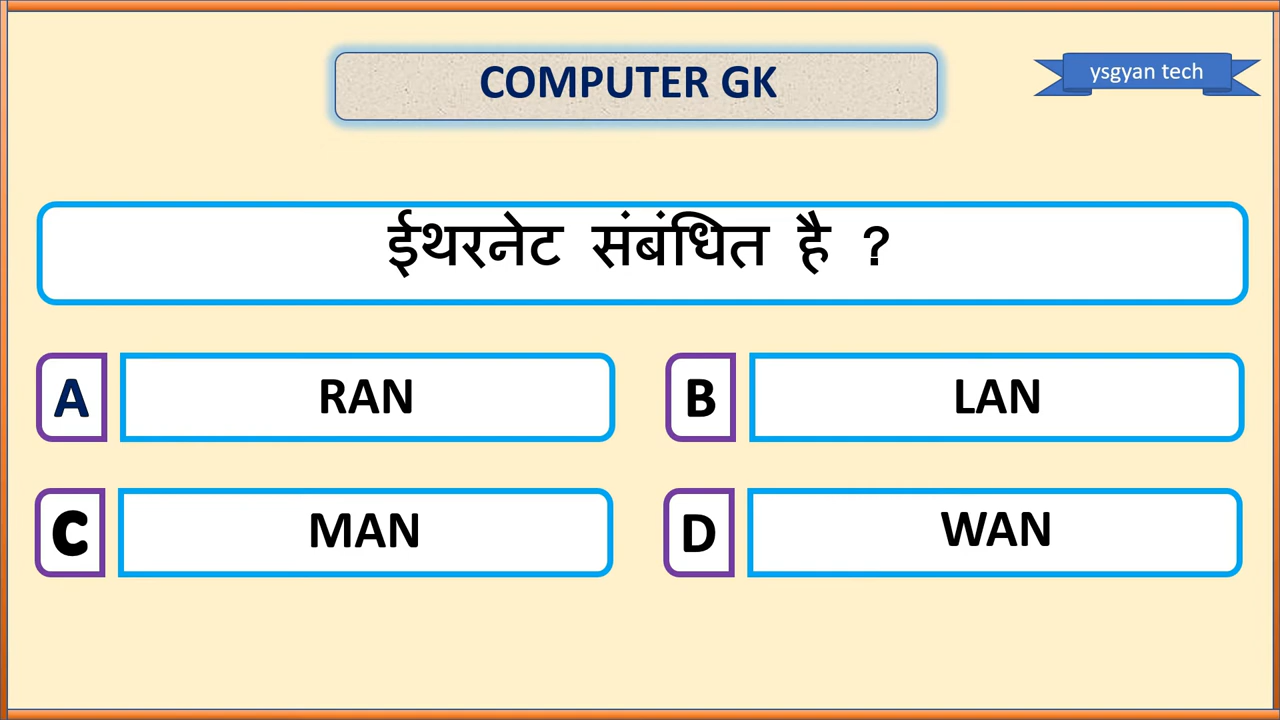 COMPUTER GK
ysgyan tech
ईथरनेट संबंधित है ?
A RAN
B LAN
C MAN
D WAN